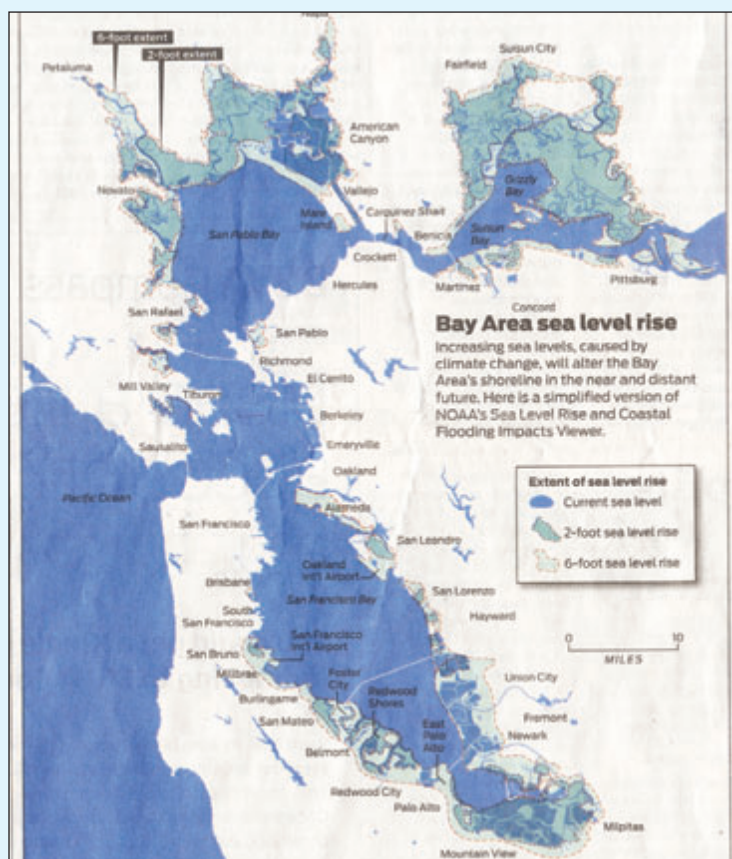 Napa
6-foot extent
2-foot extent
Petaluma
Suisun City
Fairfield
American
Canyon
Novato
Vallejo
Mare
Island
Carquinez Strait
Grizzly
Bay
San Pablo Bay
Suisun
Bay
Benicia
Crockett
Hercules
Martinez
Pittsburg
Concord
San Rafael
San Pablo
Richmond
Mill Valley
Tiburon
El Cerrito
Berkeley
Sausalito
Emeryville
Oakland
Bay Area sea level rise
Increasing sea levels, caused by
climate change, will alter the Bay
Area's shoreline in the near and distant
future. Here is a simplified version of
NOAA's Sea Level Rise and Coastal
Flooding Impacts Viewer.
Extent of sea level rise
Current sea level
2-foot sea level rise
6-foot sea level rise
Pacific Ocean
San Francisco
Alameda
San Leandro
Oakland
Int'l Airport
Brisbane
San Francisco Bay
San Lorenzo
Hayward
South
San Francisco
San Francisco
Int'l Airport
0 10
MILES
San Bruno
Millbrae
Foster
City
Burlingame
Redwood
Shores
Union City
San Mateo
East
Palo
Alto
Fremont
Newark
Belmont
Redwood City
Palo Alto
Milpitas
Mountain View